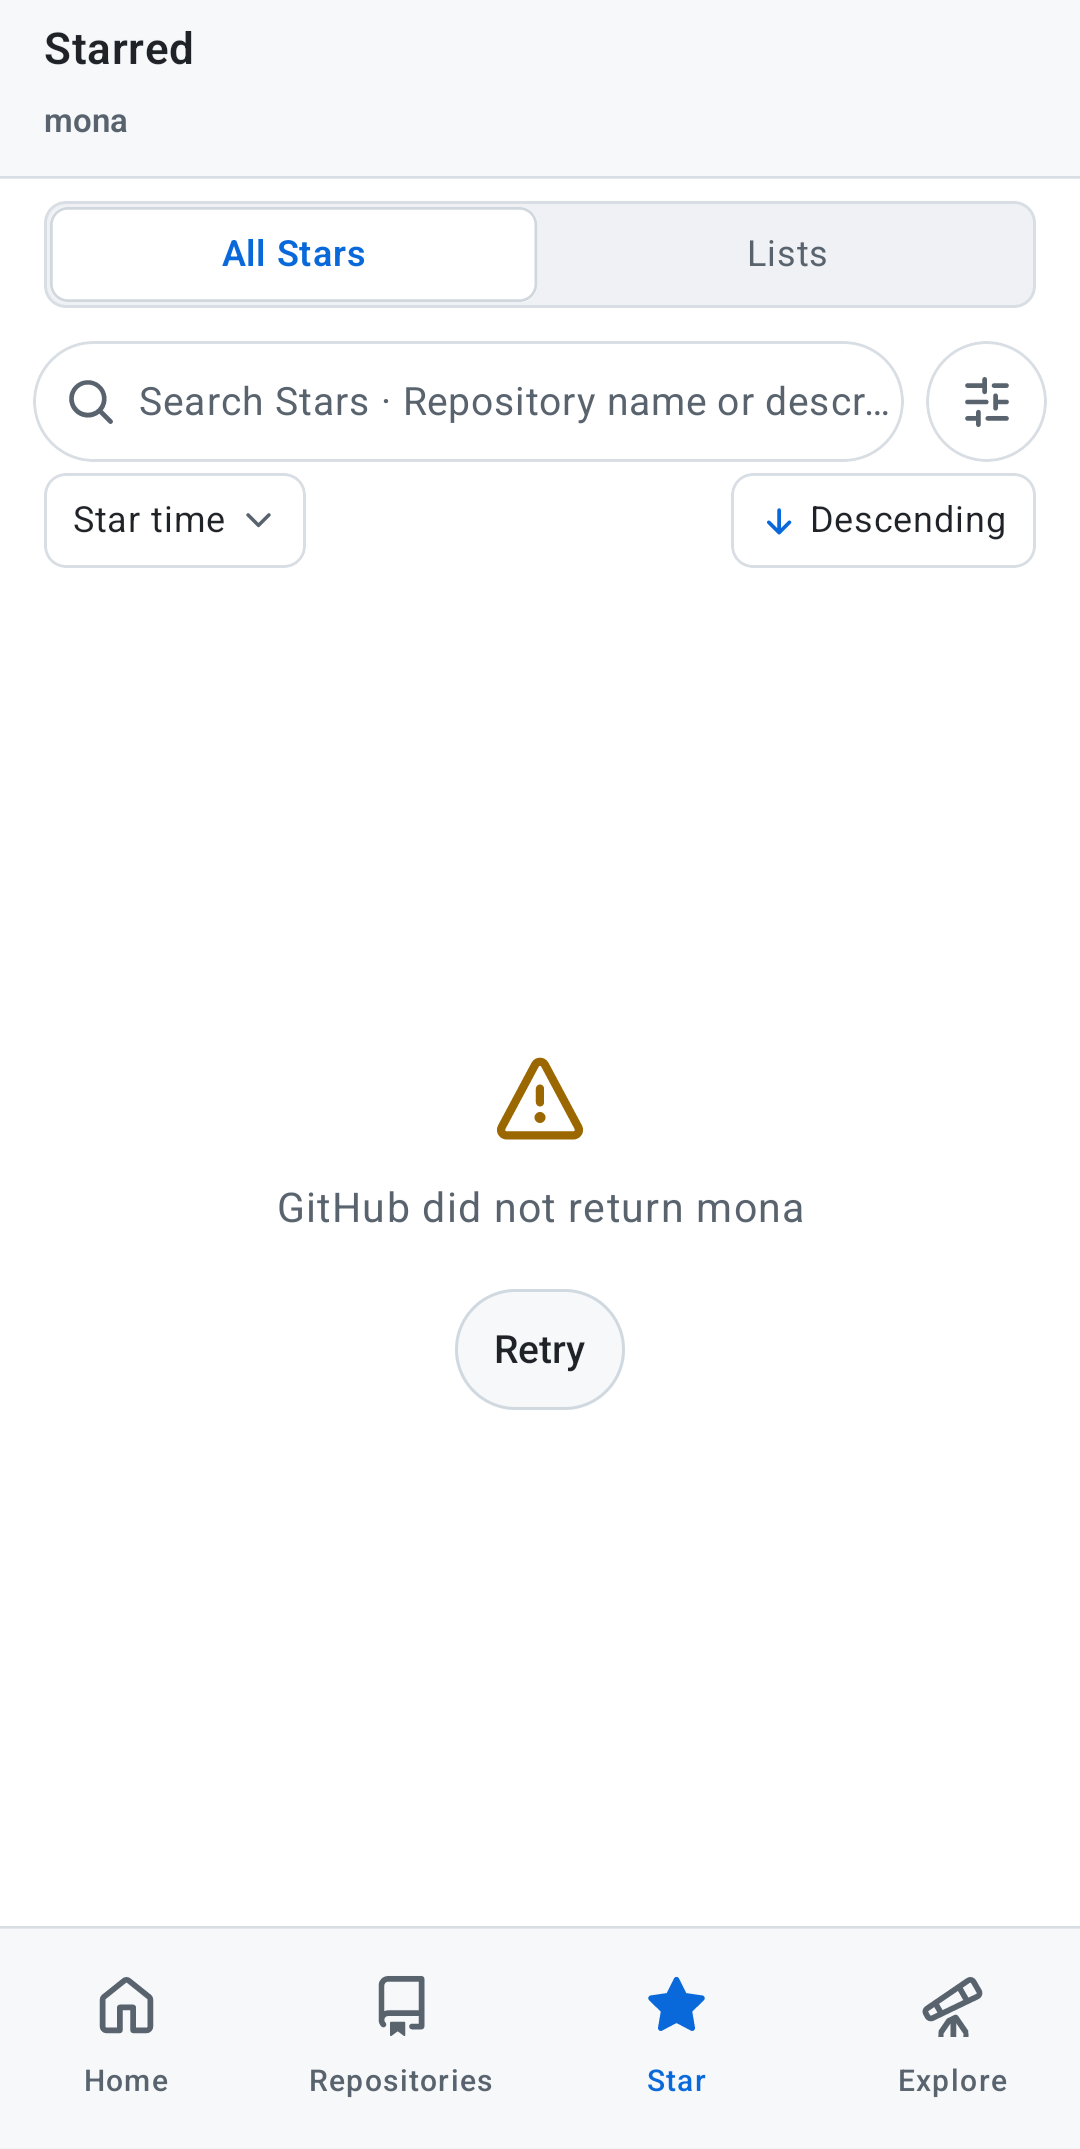 Starred
mona
All Stars
Lists
Search Stars · Repository name or descr...
Star time
Descending
GitHub did not return mona
Retry
Home
Repositories
Star
Explore